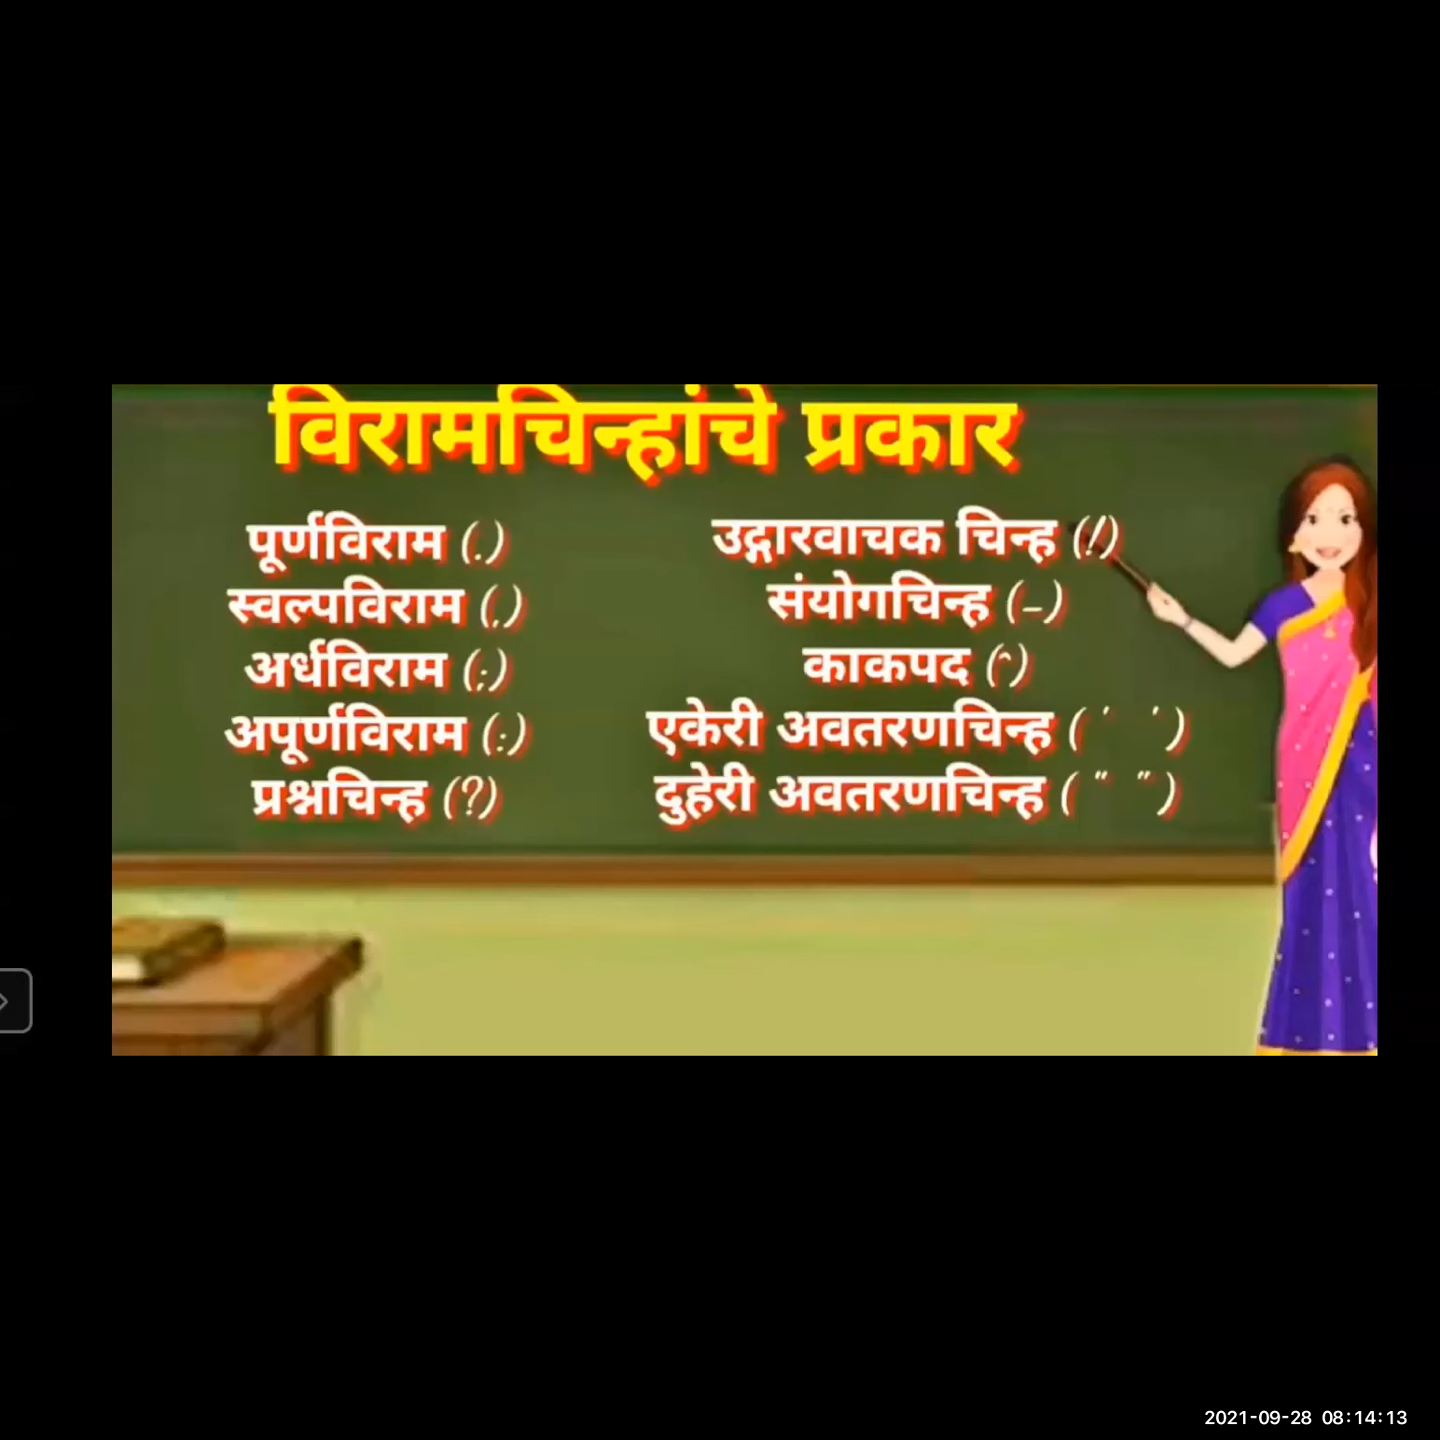 विरामचिन्हांचे प्रकार
पूर्णविराम (.)
स्वल्पविराम (,)
अर्धविराम (;)
अपूर्णविराम (:)
प्रश्नचिन्ह (?)
उद्गारवाचक चिन्ह (!)
संयोगचिन्ह (-)
काकपद (^)
एकेरी अवतरणचिन्ह ( ' ' )
दुहेरी अवतरणचिन्ह ( " " )
2021-09-28 08:14:13